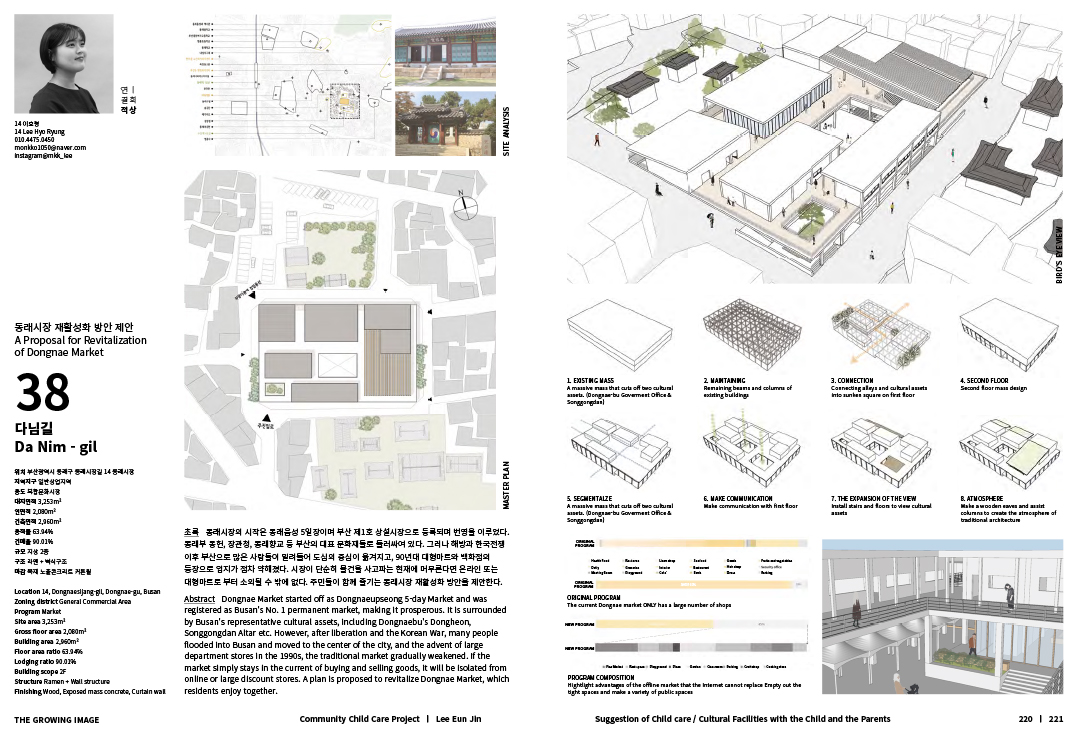 연 |
꼴 희
적 상
14 이효령
14 Lee Hyo Ryung
010.4475.0450
monkko1050@naver.com
instagram@mkk_lee
SITE ANALYSIS
동래시장 재활성화 방안 제안
A Proposal for Revitalization
of Dongnae Market
38
다님길
Da Nim - gil
위치 부산광역시 동래구 동래시장길 14 동래시장
지역지구 일반상업지역
용도 복합문화시장
대지면적 3,253m²
연면적 2,080m²
건축면적 2,960m²
용적률 63.94%
건폐율 90.01%
규모 지상 2층
구조 라멘 + 벽식구조
마감 목재 노출콘크리트 커튼월
Location 14, Dongnaesijang-gil, Dongnae-gu, Busan
Zoning district General Commercial Area
Program Market
Site area 3,253m²
Gross floor area 2,080m²
Building area 2,960m²
Floor area ratio 63.94%
Lodging ratio 90.01%
Building scope 2F
Structure Ramen + Wall structure
Finishing Wood, Exposed mass concrete, Curtain wall
N
주진입로
MASTER PLAN
초록 동래시장의 시작은 동래읍성 5일장이며 부산 제1호 상설시장으로 등록되며 번영을 이루었다.
동래부 동헌, 장관청, 동래향교 등 부산의 대표 문화재들로 둘러싸여 있다. 그러나 해방과 한국전쟁
이후 부산으로 많은 사람들이 밀려들어 도심의 중심이 옮겨지고, 90년대 대형마트와 백화점의
등장으로 입지가 점차 약해졌다. 시장이 단순히 물건을 사고파는 현재에 머무른다면 온라인 또는
대형마트로 부터 소외될 수 밖에 없다. 주민들이 함께 즐기는 동래시장 재활성화 방안을 제안한다.
Abstract Dongnae Market started off as Dongnaeupseong 5-day Market and was
registered as Busan's No. 1 permanent market, making it prosperous. It is surrounded
by Busan's representative cultural assets, including Dongnaebu's Dongheon,
Songgongdan Altar etc. However, after liberation and the Korean War, many people
flooded into Busan and moved to the center of the city, and the advent of large
department stores in the 1990s, the traditional market gradually weakened. If the
market simply stays in the current of buying and selling goods, it will be isolated from
online or large discount stores. A plan is proposed to revitalize Dongnae Market, which
residents enjoy together.
THE GROWING IMAGE
Community Child Care Project | Lee Eun Jin
BIRD'S EYE VIEW
1. EXISTING MASS
A massive mass that cuts off two cultural
assets. (Dongnaerbu Goverment Office &
Songgongdan)
2. MAINTAINING
Remaining beams and columns of
existing buildings
3. CONNECTION
Connecting alleys and cultural assets
into sunken square on first floor
4. SECOND FLOOR
Second floor mass design
5. SEGMENTALZE
A massive mass that cuts off two cultural
assets. (Dongnaerbu Goverment Office &
Songgongdan)
6. MAKE COMMUNICATION
Make communication with first floor
7. THE EXPANSION OF THE VIEW
Install stairs and floors to view cultural
assets
8. ATMOSPHERE
Make a wooden eaves and assist
columns to create the atmosphere of
traditional architecture
ORIGINAL
PROGRAM
ORIGINAL
PROGRAM
ORIGINAL PROGRAM
The current Dongnae market ONLY has a large number of shops
NEW PROGRAM
NEW PROGRAM
PROGRAM COMPOSITION
Hightlight advantages of the offline market that the internet cannot replace Empty out the
tight spaces and make a variety of public spaces
Suggestion of Child care / Cultural Facilities with the Child and the Parents
220 | 221